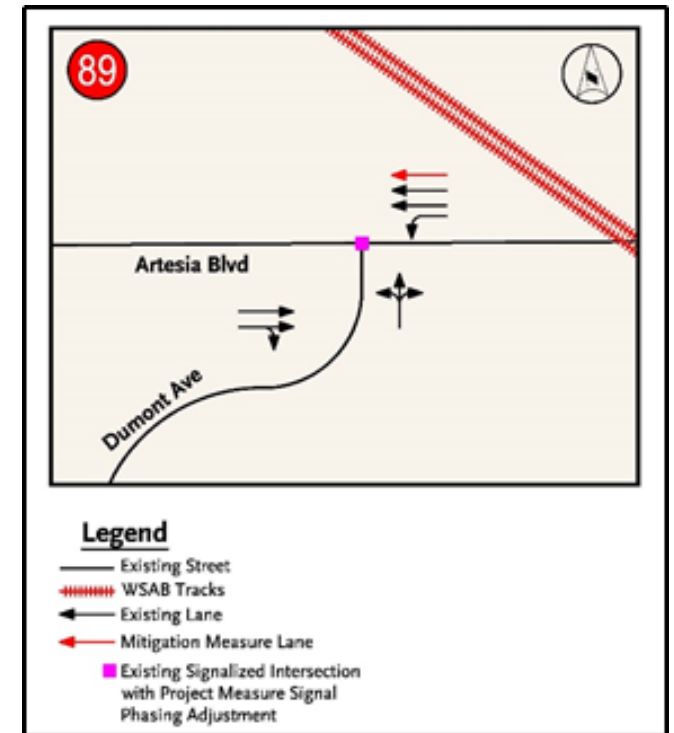 89
Artesia Blvd
Dumont Ave
Legend
Existing Street
WSAB Tracks
Existing Lane
Mitigation Measure Lane
Existing Signalized Intersection
with Project Measure Signal
Phasing Adjustment